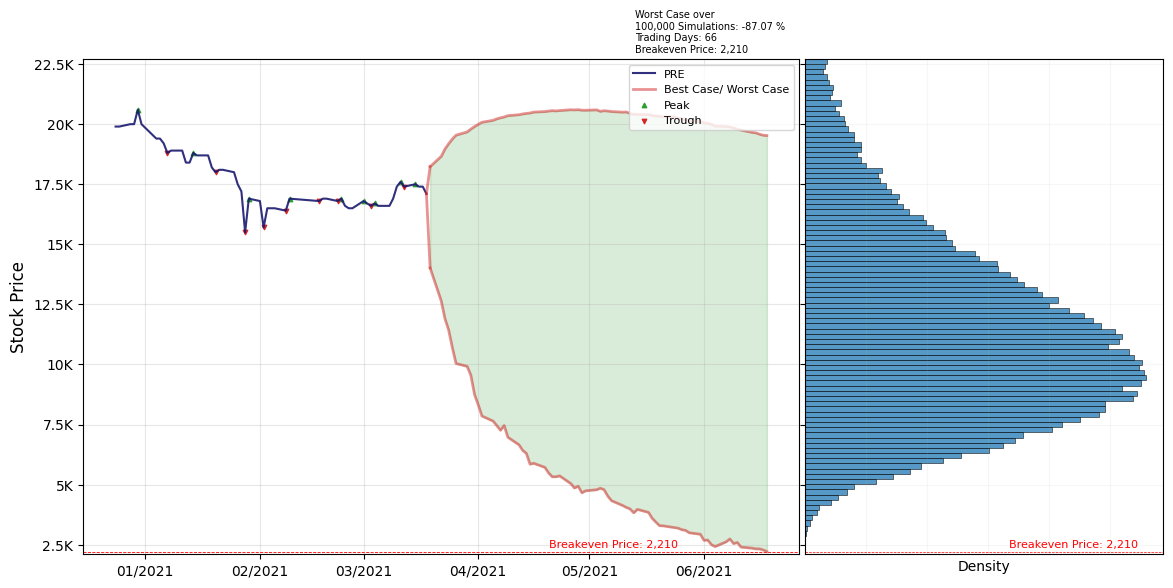 Worst Case over
100,000 Simulations: -87.07 %
Trading Days: 66
Breakeven Price: 2,210
PRE
Best Case/ Worst Case
Peak
Trough
Stock Price
22.5K
20K
17.5K
15K
12.5K
10K
7.5K
5K
2.5K
Breakeven Price: 2,210
Breakeven Price: 2,210
01/2021 02/2021 03/2021 04/2021 05/2021 06/2021
Density